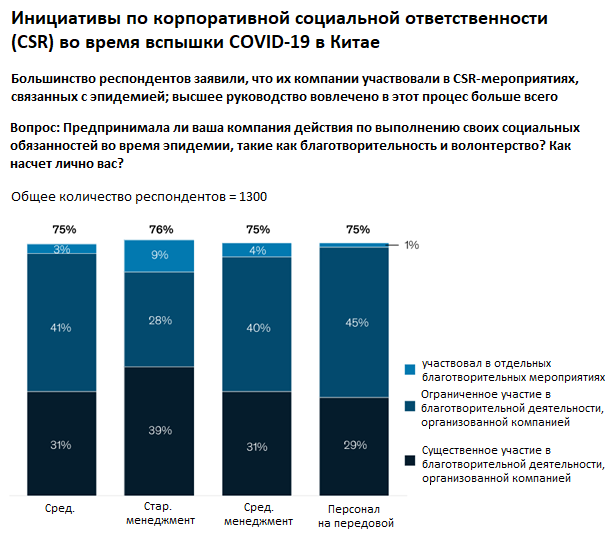 Инициативы по корпоративной социальной ответственности
(CSR) во время вспышки COVID-19 в Китае
Большинство респондентов заявили, что их компании участвовали в CSR-мероприятиях,
связанных с эпидемией; высшее руководство вовлечено в этот процес больше всего
Вопрос: Предпринимала ли ваша компания действия по выполнению своих социальных
обязанностей во время эпидемии, такие как благотворительность и волонтерство? Как
насчет лично вас?
Общее количество респондентов = 1300
75% 76% 75% 75%
3% 9% 4% 1%
41% 28% 40% 45%
31% 39% 31% 29%
участвовал в отдельных
благотворительных мероприятиях
Ограниченное участие в
благотворительной деятельности,
организованной компанией
Существенное участие в
благотворительной деятельности,
организованной компанией
Сред.
Стар.
менеджмент
Сред.
менеджмент
Персонал
на передовой